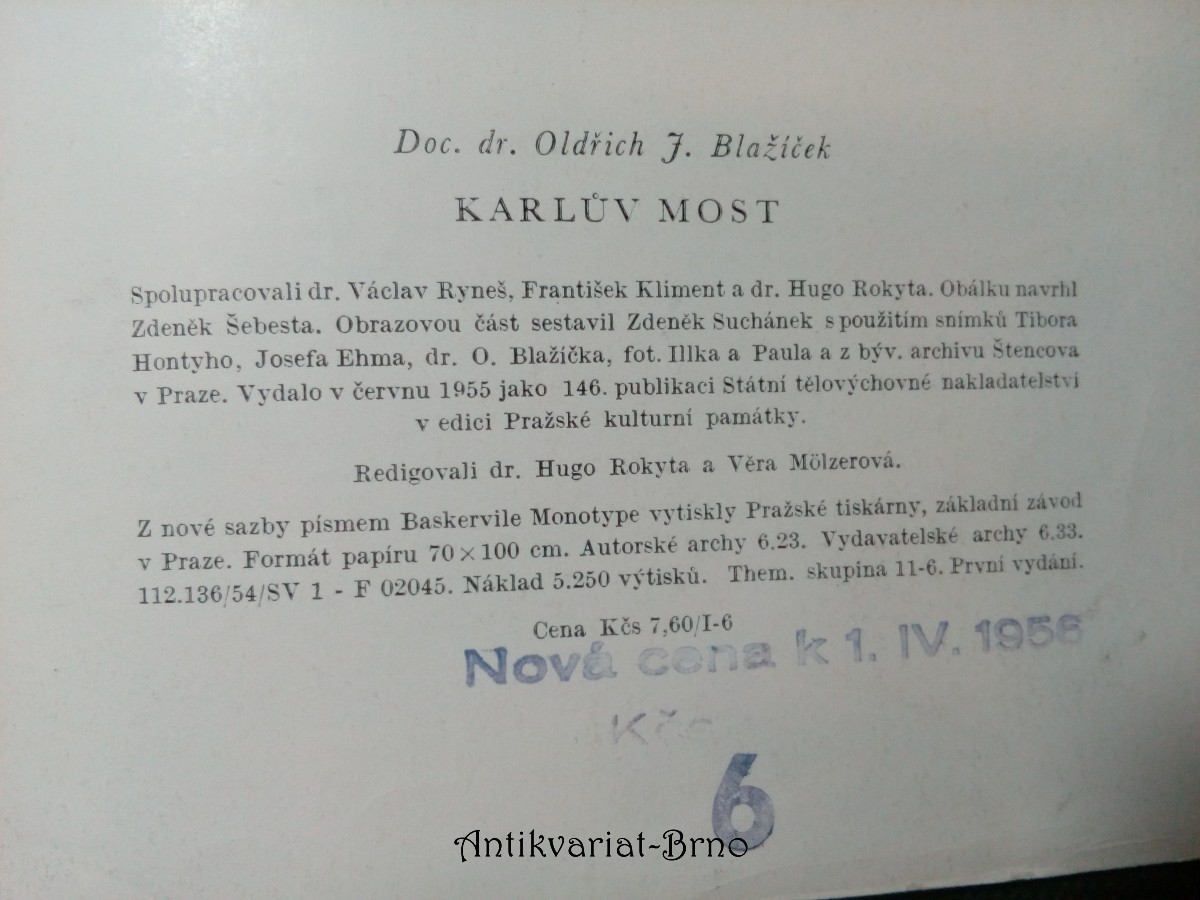 Doc. dr. Oldřich J. Blažíček
KARLŮV MOST
Spolupracovali dr. Václav Ryneš, František Kliment a dr. Hugo Rokyta. Obálku navrhl
Zdeněk Šebesta. Obrazovou část sestavil Zdeněk Suchánek s použitím snímků Tibora
Hontyho, Josefa Ehma, dr. O. Blažíčka, fot. Illka a Paula a z býv. archivu Štencova
v Praze. Vydalo v červnu 1955 jako 146. publikaci Státní tělovýchovné nakladatelství
v edici Pražské kulturní památky.
Redigovali dr. Hugo Rokyta a Věra Mölzerová.
Z nové sazby písmem Baskervile Monotype vytiskly Pražské tiskárny, základní závod
v Praze. Formát papíru 70 × 100 cm. Autorské archy 6.23. Vydavatelské archy 6.33.
112.136/54/SV 1 - F 02045. Náklad 5.250 výtisků. Them. skupina 11-6. První vydání.
Cena Kčs 7,60/I-6
Nová cena k 1. IV. 1956
Kčs
6
Antikvariat-Brno